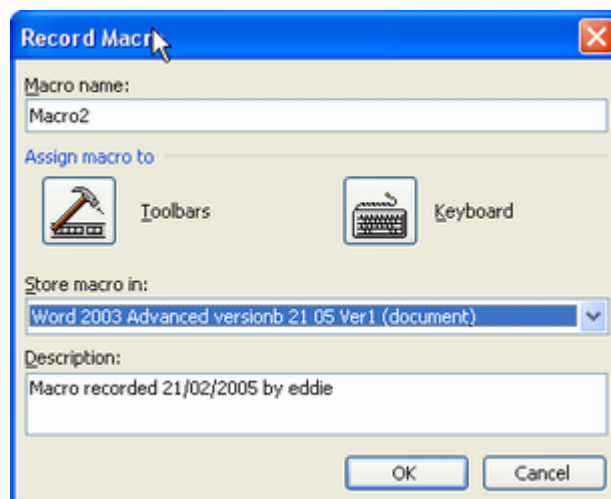 Record Macro
Macro name:
Macro2
Assign macro to
Toolbars Keyboard
Store macro in:
Word 2003 Advanced versionb 21 05 Ver1 (document)
Description:
Macro recorded 21/02/2005 by eddie
OK Cancel